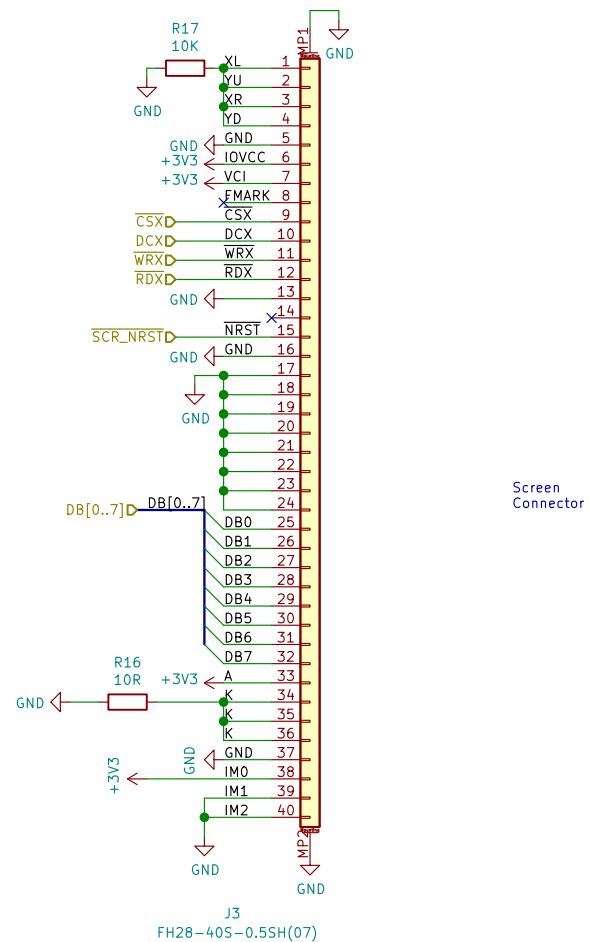 R17
10K
MP1
GND
GND
XL 1
YU 2
XR 3
YD 4
GND GND 5
+3V3 IOVCC 6
+3V3 VCI 7
FMARK 8
CSX CSX 9
DCX DCX 10
WRX WRX 11
RDX RDX 12
GND 13
14
SCR_NRST NRST 15
GND GND 16
17
GND
18
19
20
21
22
23
24
Screen
Connector
DB[0..7] DB[0..7]
DB0 25
DB1 26
DB2 27
DB3 28
DB4 29
DB5 30
DB6 31
DB7 32
R16
10R
+3V3 A 33
GND K 34
K 35
K 36
GND GND 37
+3V3 IM0 38
IM1 39
IM2 40
MP2
GND
GND
J3
FH28-40S-0.5SH(07)